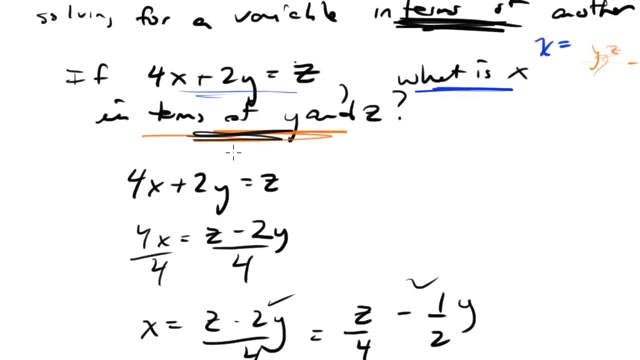 solving for a variable in terms of another
If 4x + 2y = z, what is x x = y, z
in terms of y and z?
4x + 2y = z
4x/4 = (z - 2y)/4
x = (z - 2y)/4 = z/4 - 1/2 y